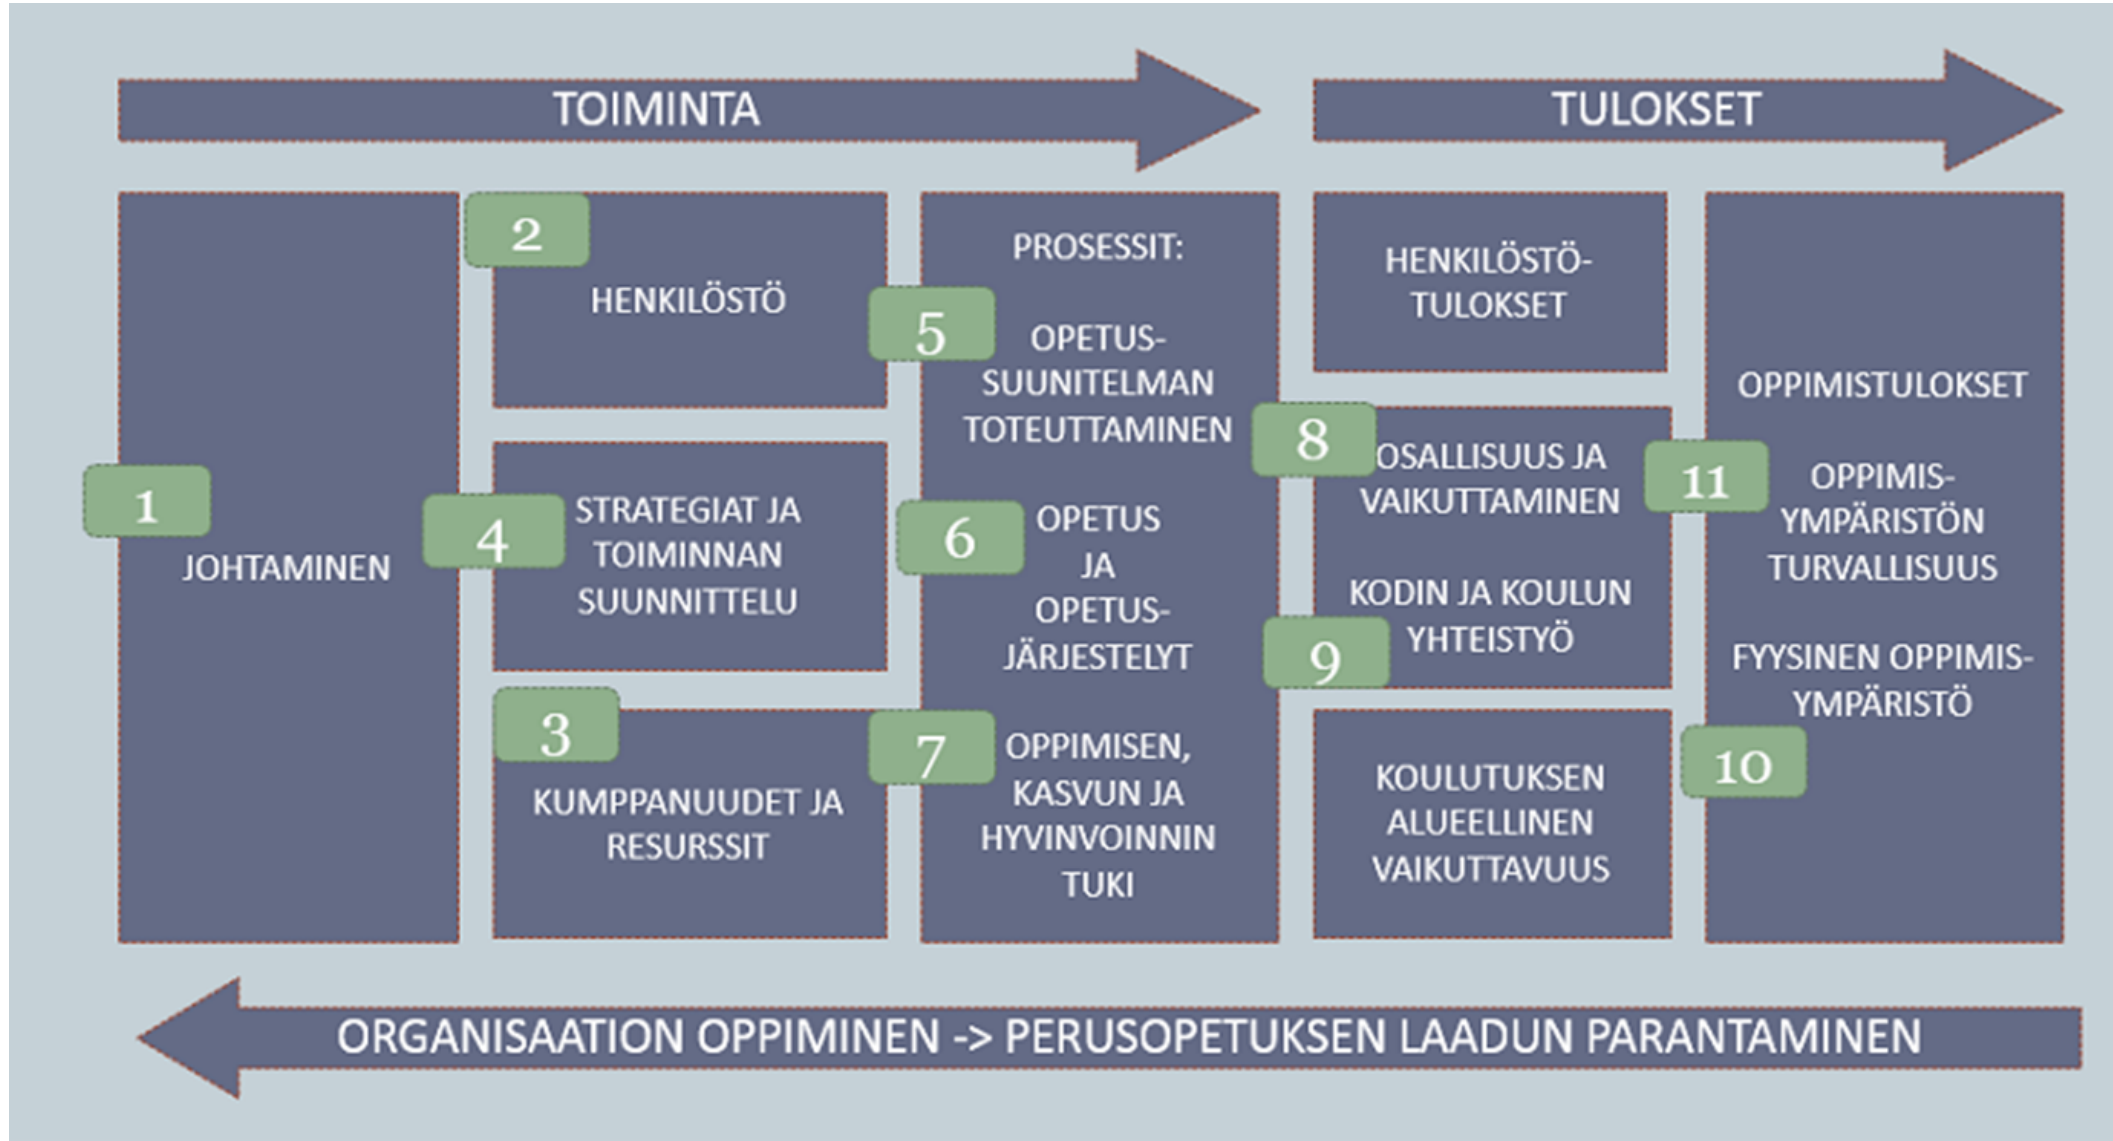 TOIMINTA
TULOKSET
1
JOHTAMINEN
2
HENKILÖSTÖ
4
STRATEGIAT JA
TOIMINNAN
SUUNNITTELU
3
KUMPPANUUDET JA
RESURSSIT
PROSESSIT:
5
OPETUS-
SUUNITELMAN
TOTEUTTAMINEN
6
OPETUS
JA
OPETUS-
JÄRJESTELYT
7
OPPIMISEN,
KASVUN JA
HYVINVOINNIN
TUKI
HENKILÖSTÖ-
TULOKSET
8
OSALLISUUS JA
VAIKUTTAMINEN
9
KODIN JA KOULUN
YHTEISTYÖ
KOULUTUKSEN
ALUEELLINEN
VAIKUTTAVUUS
OPPIMISTULOKSET
11
OPPIMIS-
YMPÄRISTÖN
TURVALLISUUS
FYYSINEN OPPIMIS-
YMPÄRISTÖ
10
ORGANISAATION OPPIMINEN -> PERUSOPETUKSEN LAADUN PARANTAMINEN